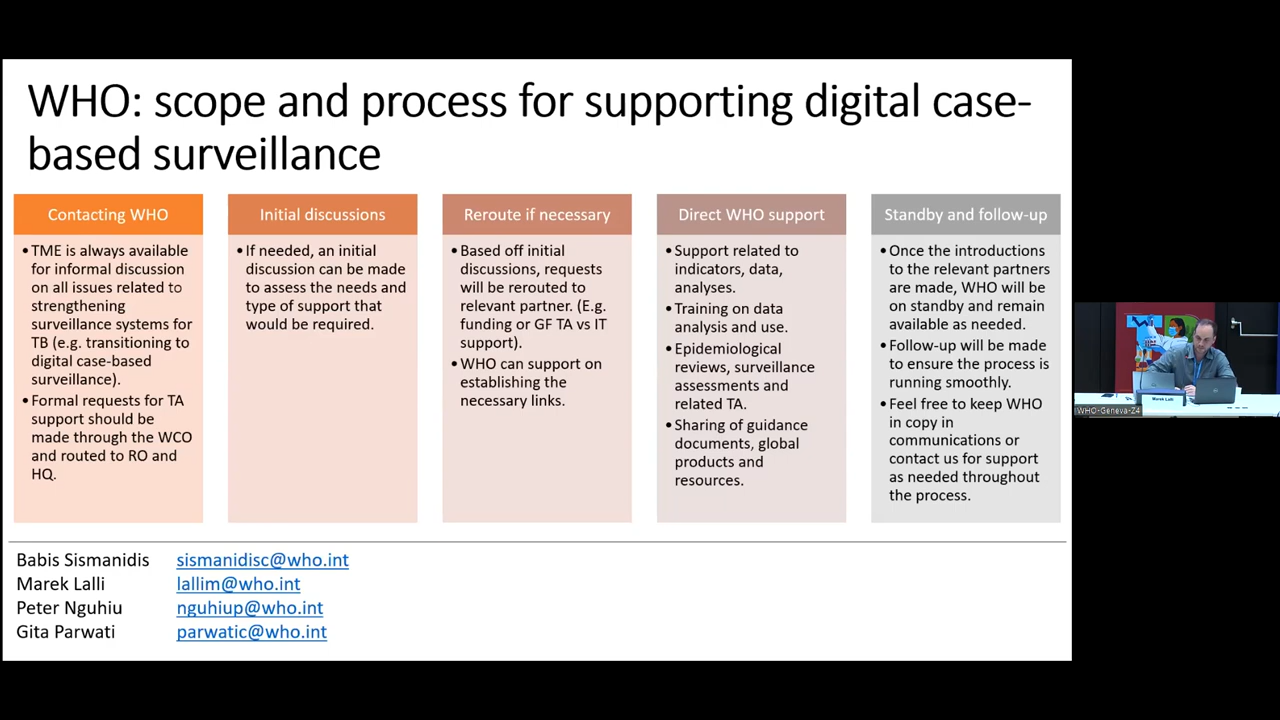 WHO: scope and process for supporting digital case-
based surveillance
Contacting WHO
•TME is always available
for informal discussion
on all issues related to
strengthening
surveillance systems for
TB (e.g. transitioning to
digital case-based
surveillance).
•Formal requests for TA
support should be
made through the WCO
and routed to RO and
HQ.
Initial discussions
•If needed, an initial
discussion can be made
to assess the needs and
type of support that
would be required.
Reroute if necessary
•Based off initial
discussions, requests
will be rerouted to
relevant partner. (E.g.
funding or GF TA vs IT
support).
•WHO can support on
establishing the
necessary links.
Direct WHO support
•Support related to
indicators, data,
analyses.
•Training on data
analysis and use.
•Epidemiological
reviews, surveillance
assessments and
related TA.
•Sharing of guidance
documents, global
products and
resources.
Standby and follow-up
•Once the introductions
to the relevant partners
are made, WHO will be
on standby and remain
available as needed.
•Follow-up will be made
to ensure the process is
running smoothly.
•Feel free to keep WHO
in copy in
communications or
contact us for support
as needed throughout
the process.
Babis Sismanidis sismanidisc@who.int
Marek Lalli lallim@who.int
Peter Nguhiu nguhiup@who.int
Gita Parwati parwatic@who.int
Marek Lalli
WHO-Geneva-Z4